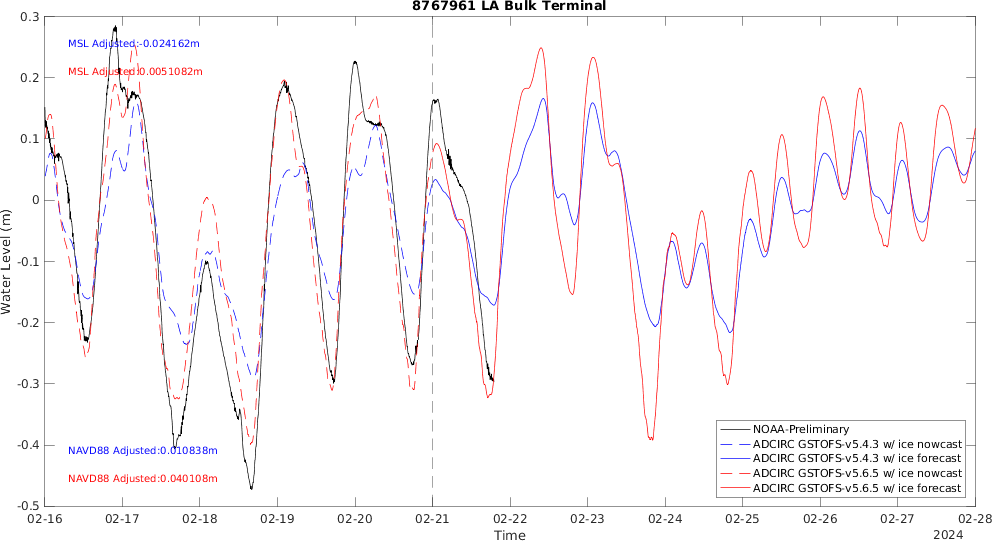 8767961 LA Bulk Terminal
MSL Adjusted:-0.024162m
MSL Adjusted:0.0051082m
NAVD88 Adjusted:0.010838m
NAVD88 Adjusted:0.040108m
Water Level (m)
0.3
0.2
0.1
0
-0.1
-0.2
-0.3
-0.4
-0.5
NOAA-Preliminary
ADCIRC GSTOFS-v5.4.3 w/ ice nowcast
ADCIRC GSTOFS-v5.4.3 w/ ice forecast
ADCIRC GSTOFS-v5.6.5 w/ ice nowcast
ADCIRC GSTOFS-v5.6.5 w/ ice forecast
02-16 02-17 02-18 02-19 02-20 02-21 02-22 02-23 02-24 02-25 02-26 02-27 02-28
Time
2024